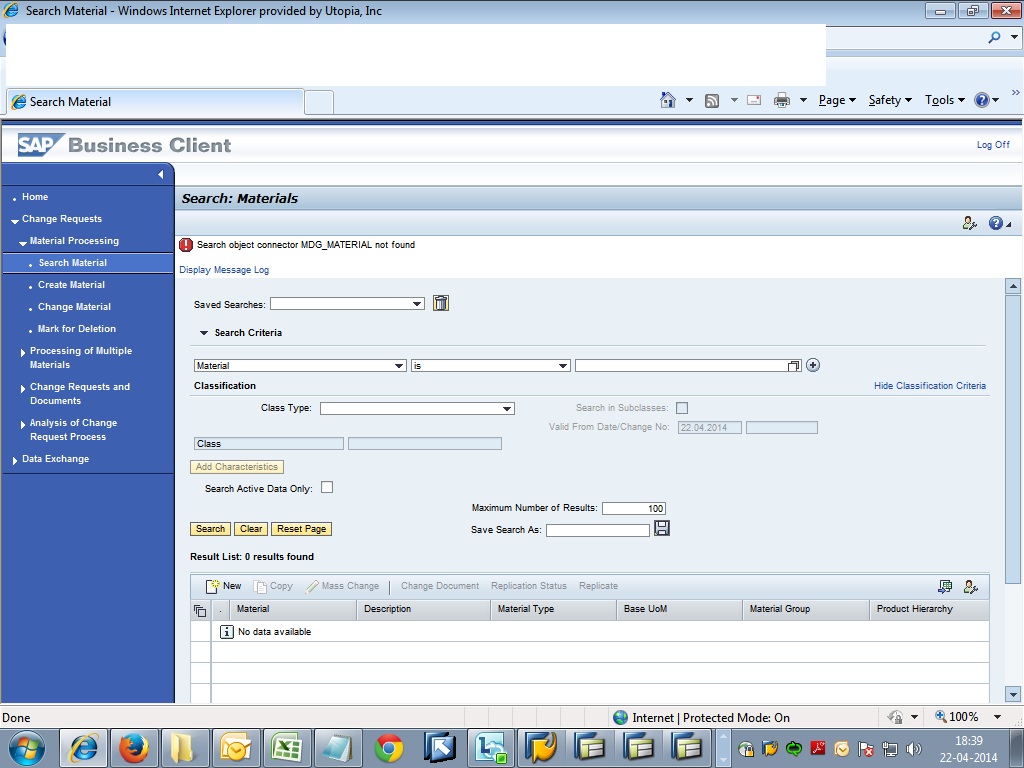 Search Material - Windows Internet Explorer provided by Utopia, Inc
Search Material
Page Safety Tools
SAP Business Client
Log Off
Home
Change Requests
Material Processing
Search Material
Create Material
Change Material
Mark for Deletion
Processing of Multiple
Materials
Change Requests and
Documents
Analysis of Change
Request Process
Data Exchange
Search: Materials
Search object connector MDG_MATERIAL not found
Display Message Log
Saved Searches:
Search Criteria
Material is
Classification Hide Classification Criteria
Class Type: Search in Subclasses:
Valid From Date/Change No: 22.04.2014
Class
Add Characteristics
Search Active Data Only:
Maximum Number of Results: 100
Search Clear Reset Page Save Search As:
Result List: 0 results found
New Copy Mass Change Change Document Replication Status Replicate
. Material Description Material Type Base UoM Material Group Product Hierarchy
No data available
Done Internet | Protected Mode: On 100%
18:39
22-04-2014